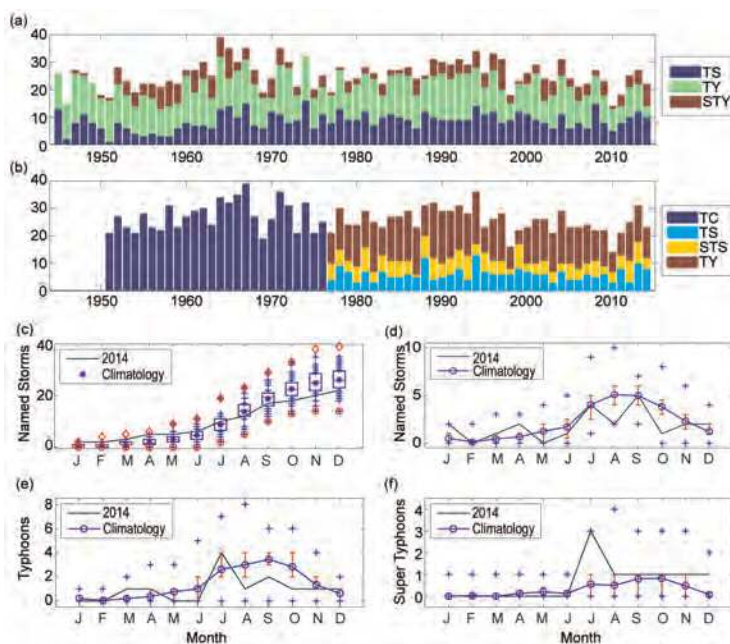 (a)
40
30
20
10
0
TS
TY
STY
1950 1960 1970 1980 1990 2000 2010
(b)
40
30
20
10
0
TC
TS
STS
TY
1950 1960 1970 1980 1990 2000 2010
(c)
Named Storms
40
20
0
2014
Climatology
J F M A M J J A S O N D
(d)
Named Storms
10
5
0
2014
Climatology
J F M A M J J A S O N D
(e)
Typhoons
8
6
4
2
0
2014
Climatology
J F M A M J J A S O N D
Month
(f)
Super Typhoons
4
3
2
1
0
2014
Climatology
J F M A M J J A S O N D
Month